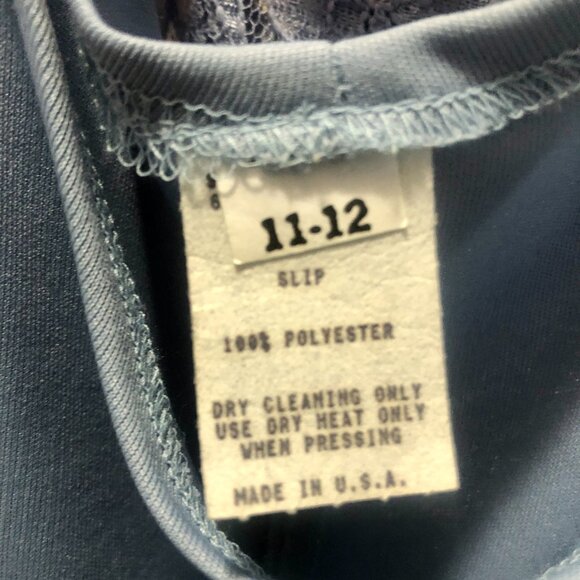 11-12
SLIP
100% POLYESTER
DRY CLEANING ONLY
USE DRY HEAT ONLY
WHEN PRESSING
MADE IN U.S.A.